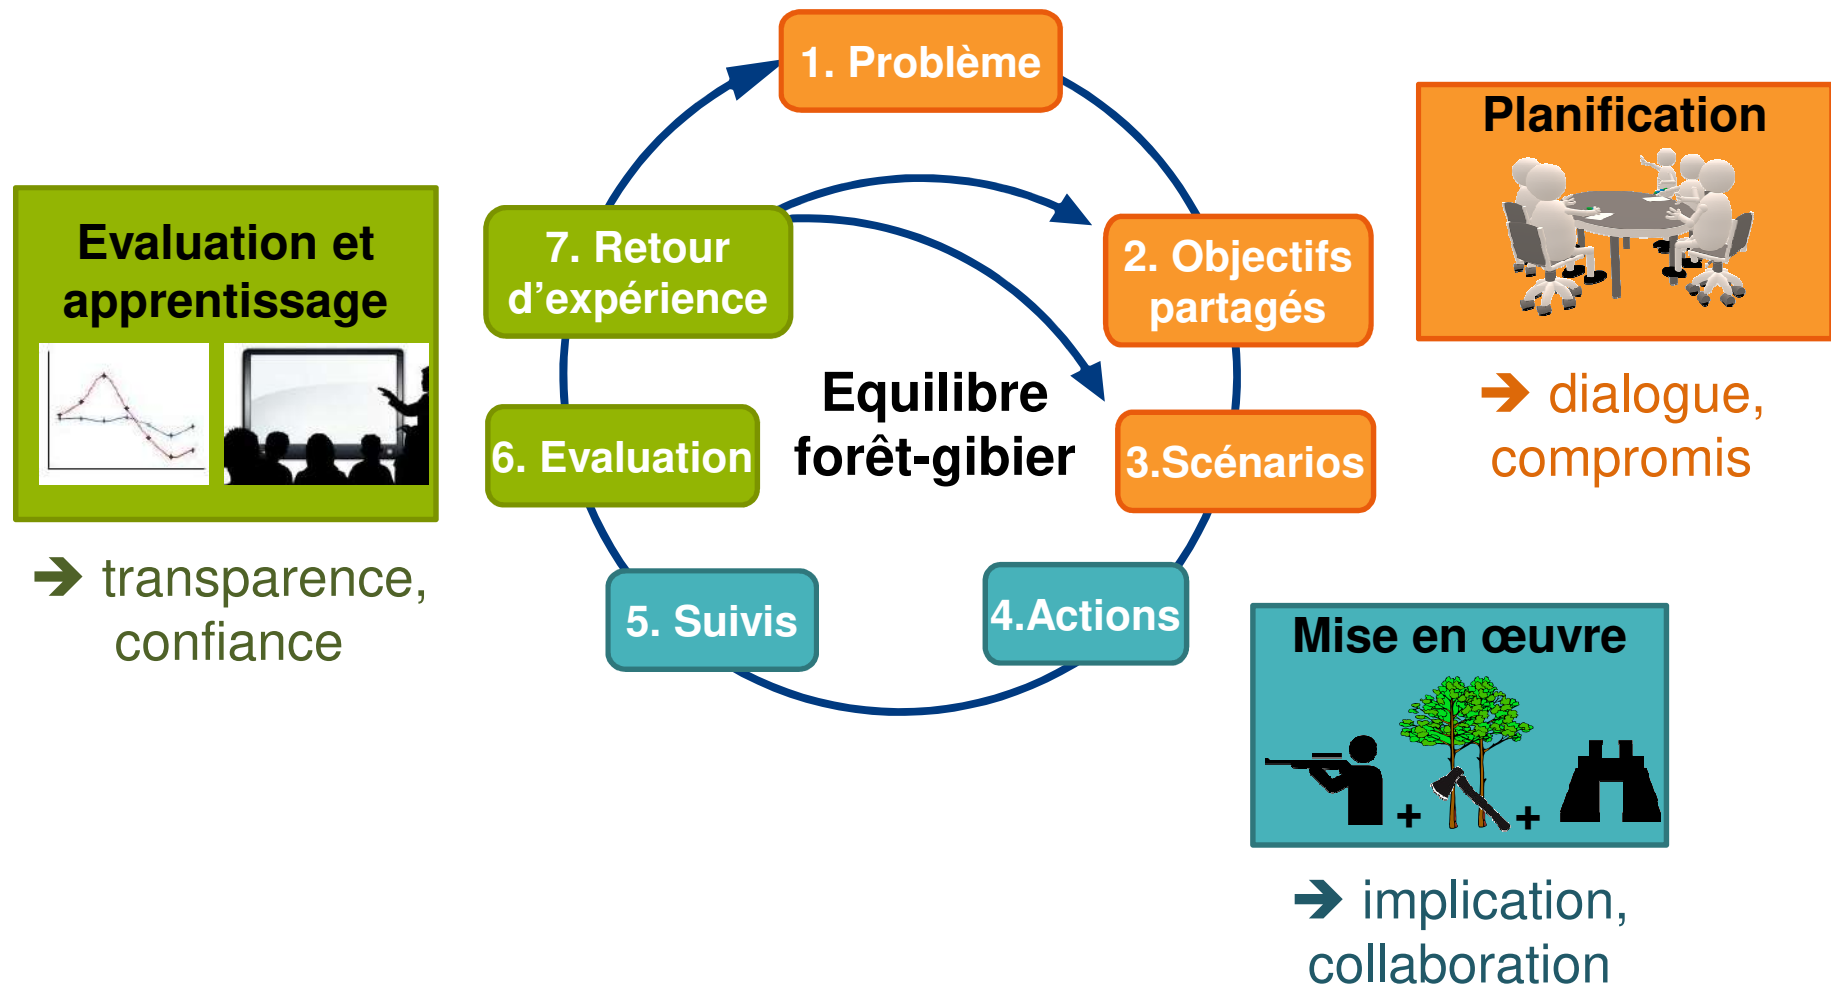 1. Problème
2. Objectifs
partagés
3.Scénarios
4.Actions
5. Suivis
6. Evaluation
7. Retour
d’expérience
Equilibre
forêt-gibier
Planification
➔ dialogue,
compromis
Mise en œuvre
+
+
➔ implication,
collaboration
Evaluation et
apprentissage
➔ transparence,
confiance